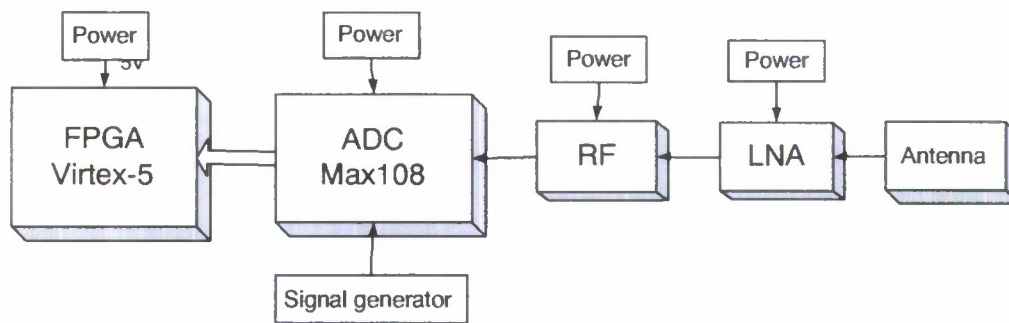 Power
Power
Power
Power
5V
FPGA
Virtex-5
ADC
Max108
RF
LNA
Antenna
Signal generator